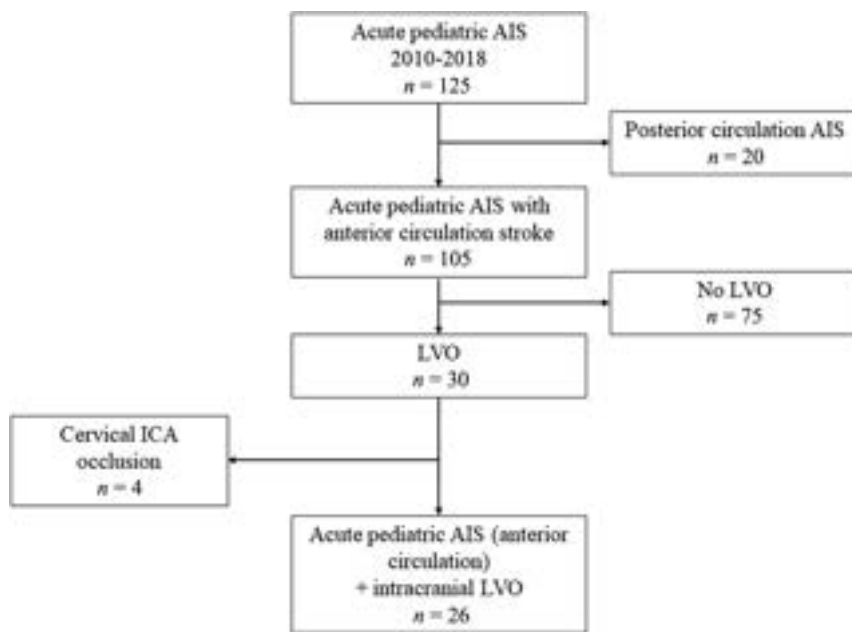 Acute pediatric AIS
2010-2018
n = 125
Posterior circulation AIS
n = 20
Acute pediatric AIS with
anterior circulation stroke
n = 105
No LVO
n = 75
LVO
n = 30
Cervical ICA
occlusion
n = 4
Acute pediatric AIS (anterior
circulation)
+ intracranial LVO
n = 26